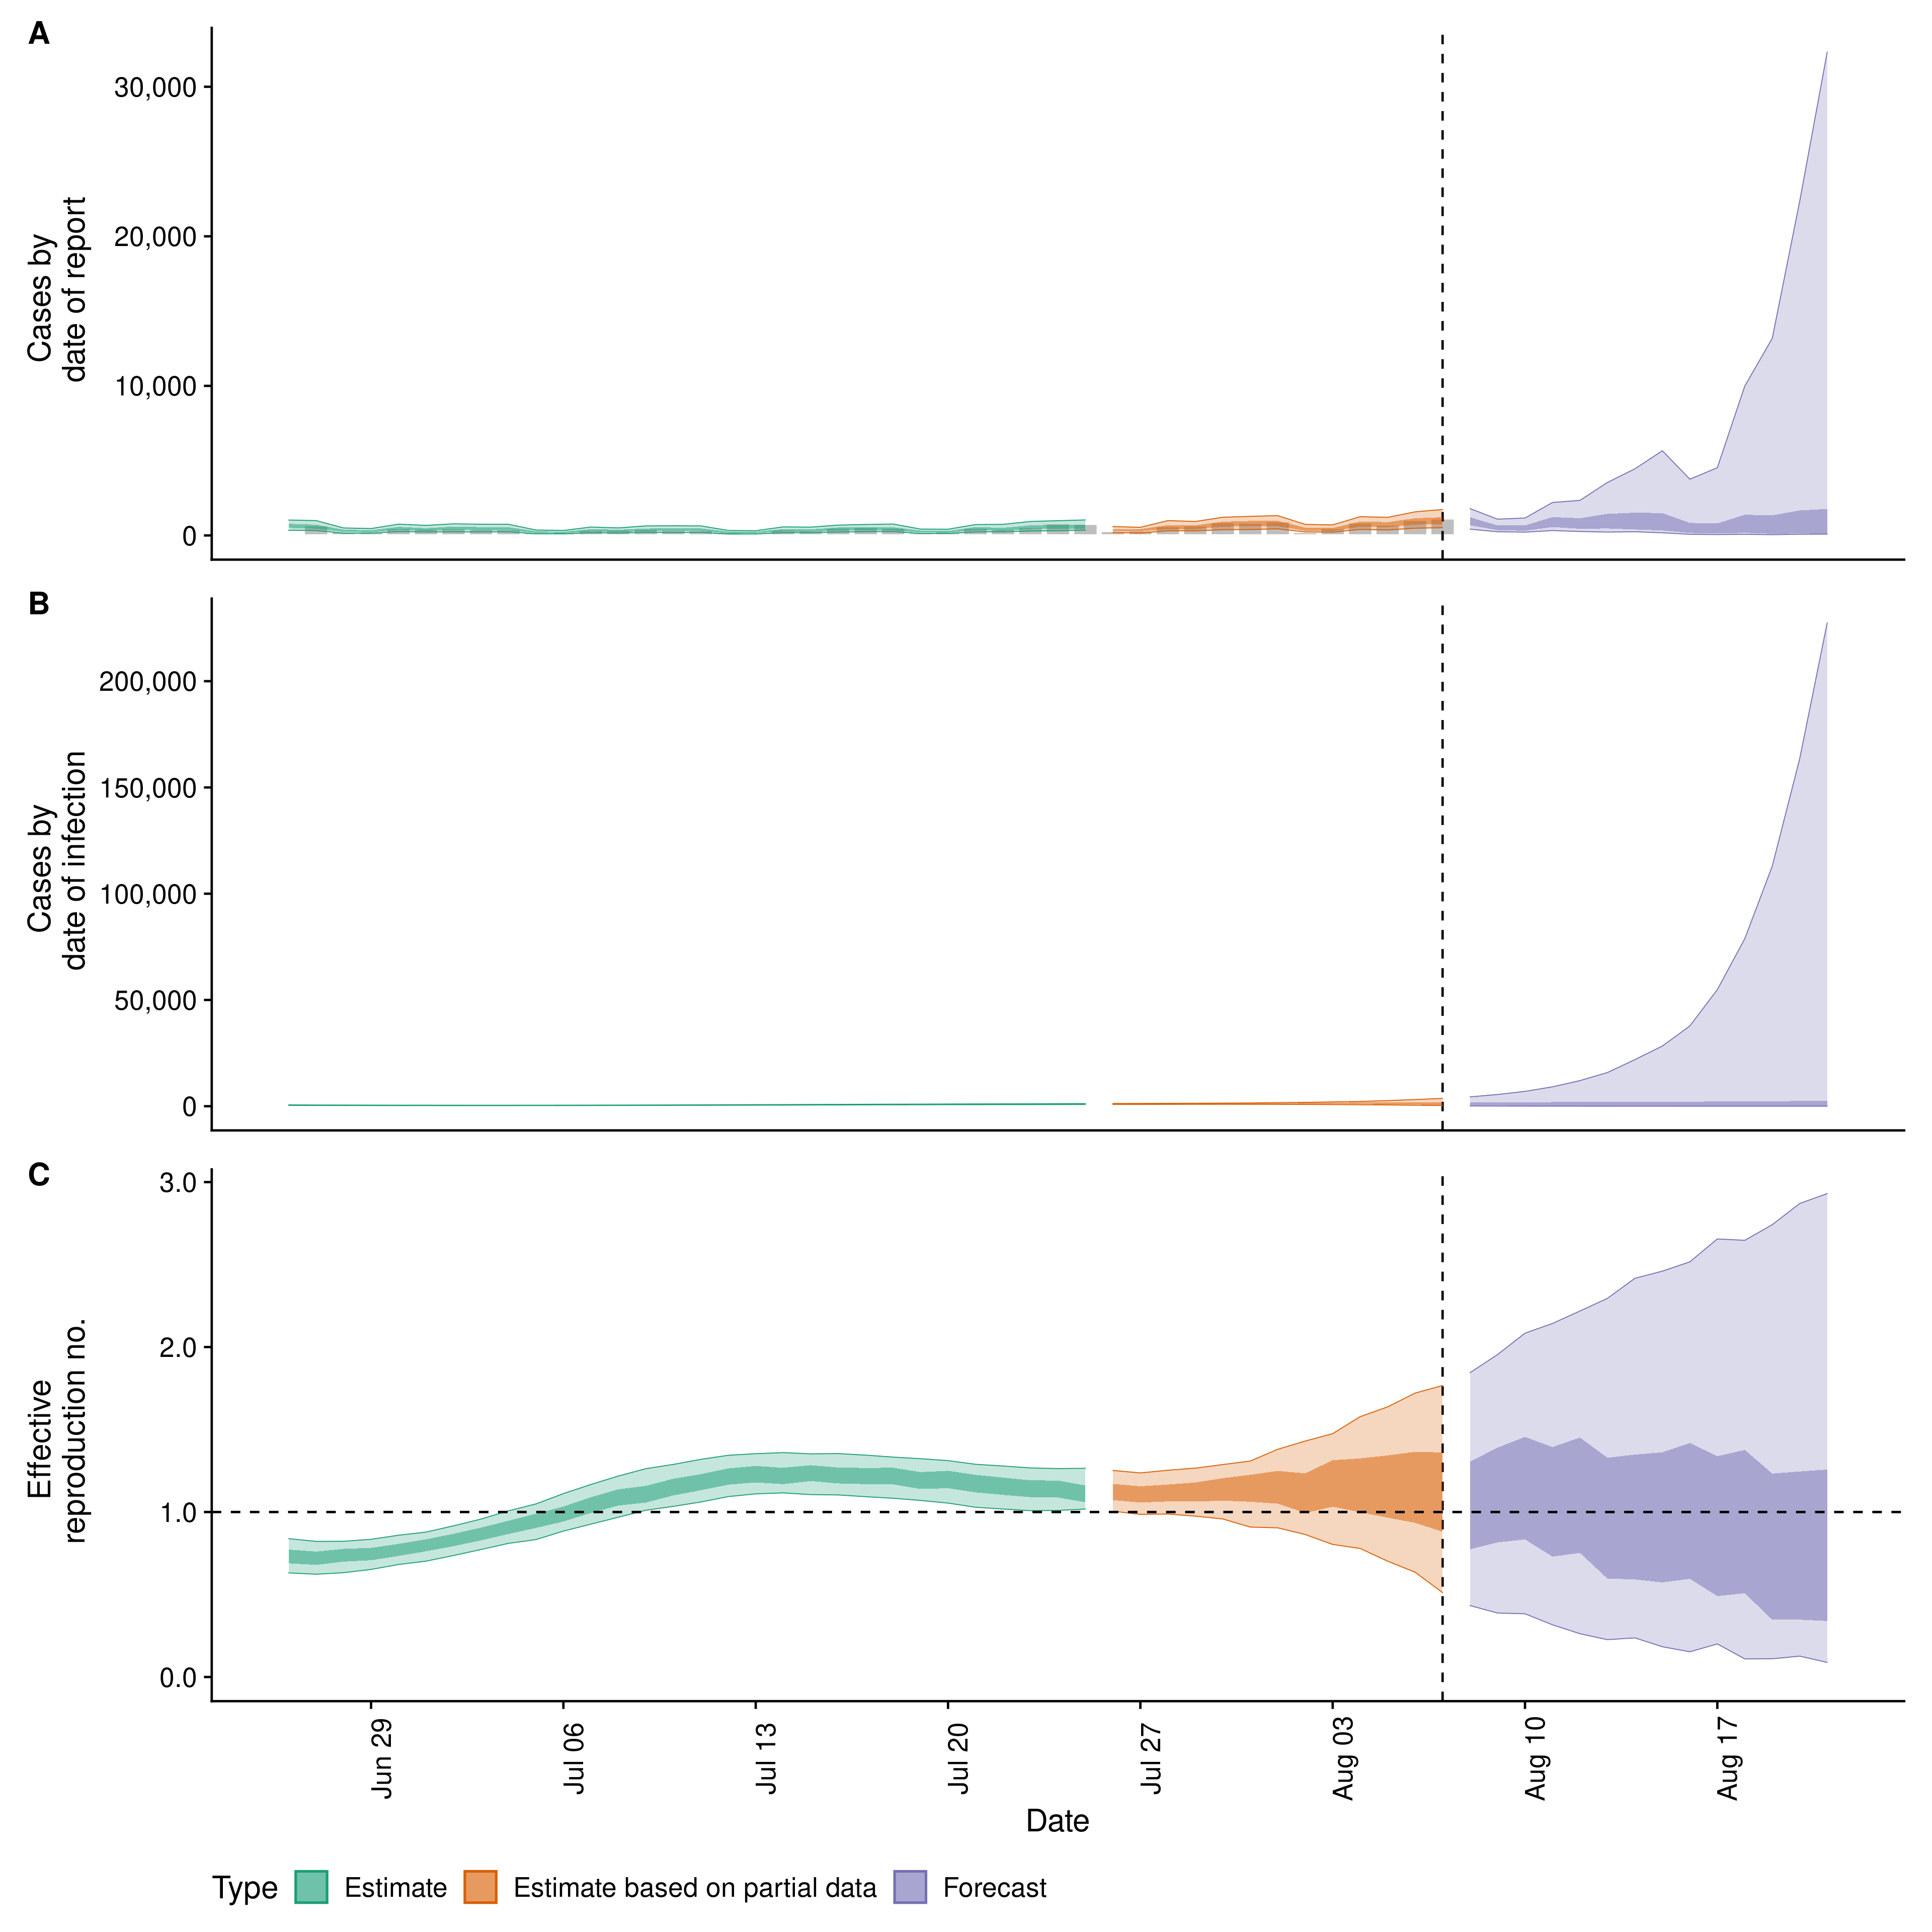 A
30,000
20,000
10,000
0
Cases by
date of report
B
200,000
150,000
100,000
50,000
0
Cases by
date of infection
C
3.0
2.0
1.0
0.0
Effective
reproduction no.
Jun 29
Jul 06
Jul 13
Jul 20
Jul 27
Aug 03
Aug 10
Aug 17
Date
Type Estimate Estimate based on partial data Forecast